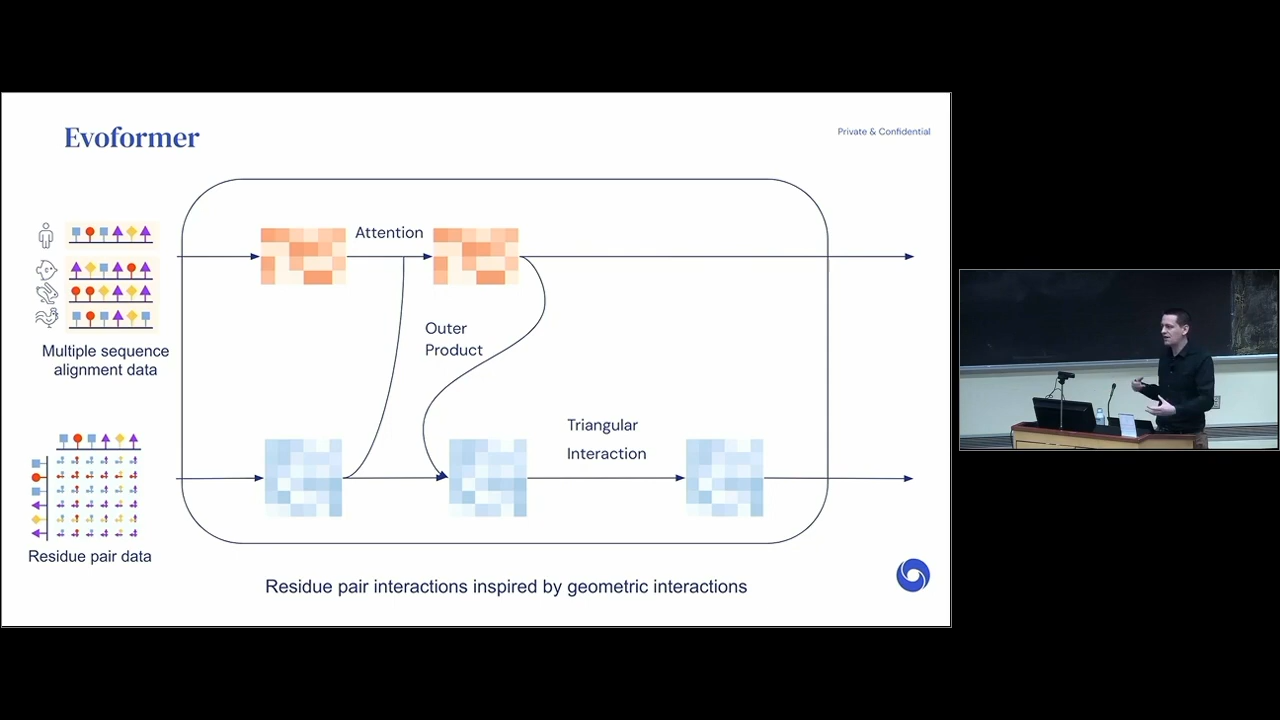 Evoformer
Private & Confidential
Attention
Outer
Product
Multiple sequence
alignment data
Triangular
Interaction
Residue pair data
Residue pair interactions inspired by geometric interactions